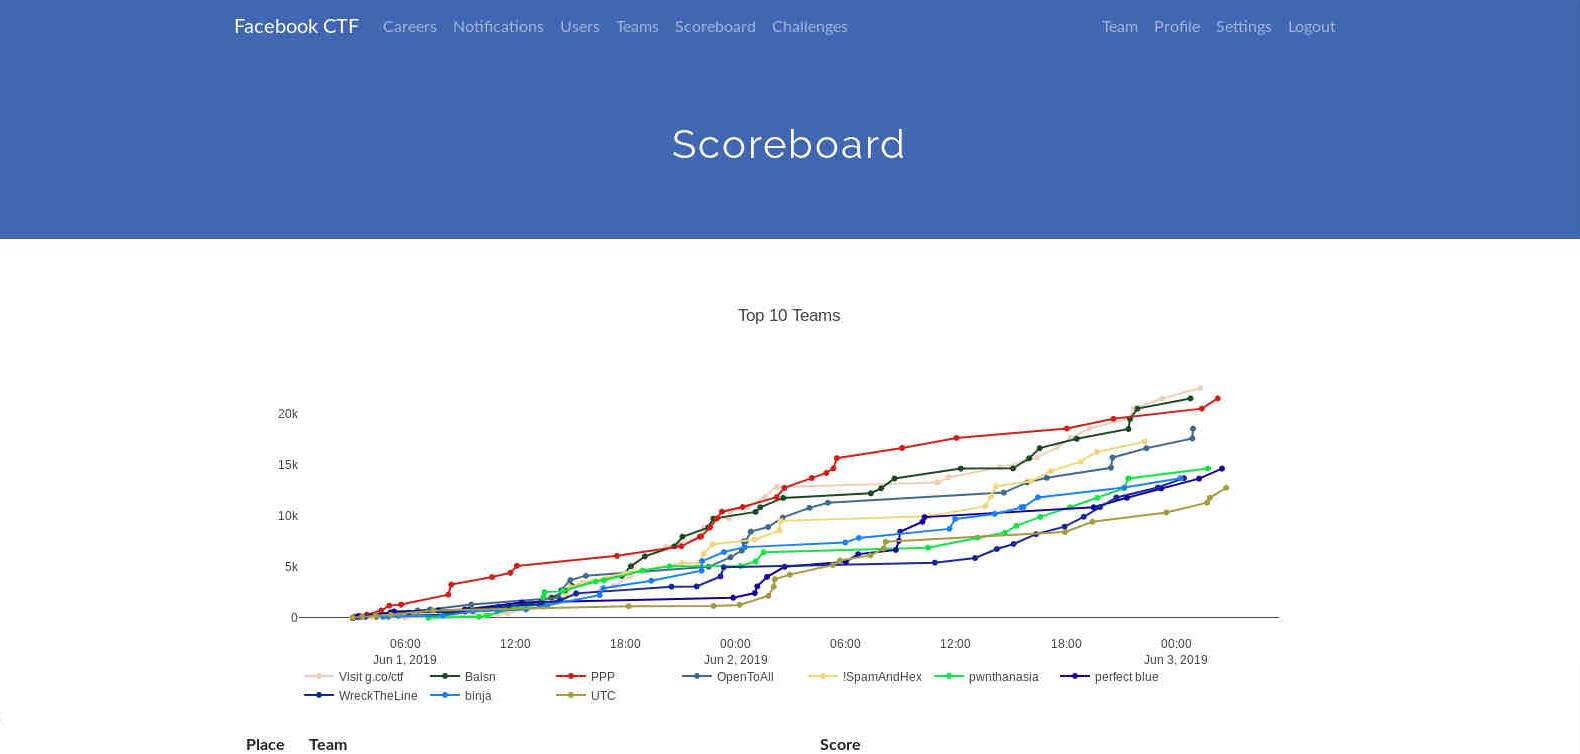 Facebook CTF Careers Notifications Users Teams Scoreboard Challenges Team Profile Settings Logout
Scoreboard
Top 10 Teams
20k
15k
10k
5k
0
06:00 12:00 18:00 00:00 06:00 12:00 18:00 00:00
Jun 1, 2019 Jun 2, 2019 Jun 3, 2019
Visit g.co/ctf Balsn PPP OpenToAll !SpamAndHex pwnthanasia perfect blue
WreckTheLine binja UTC
Place Team Score